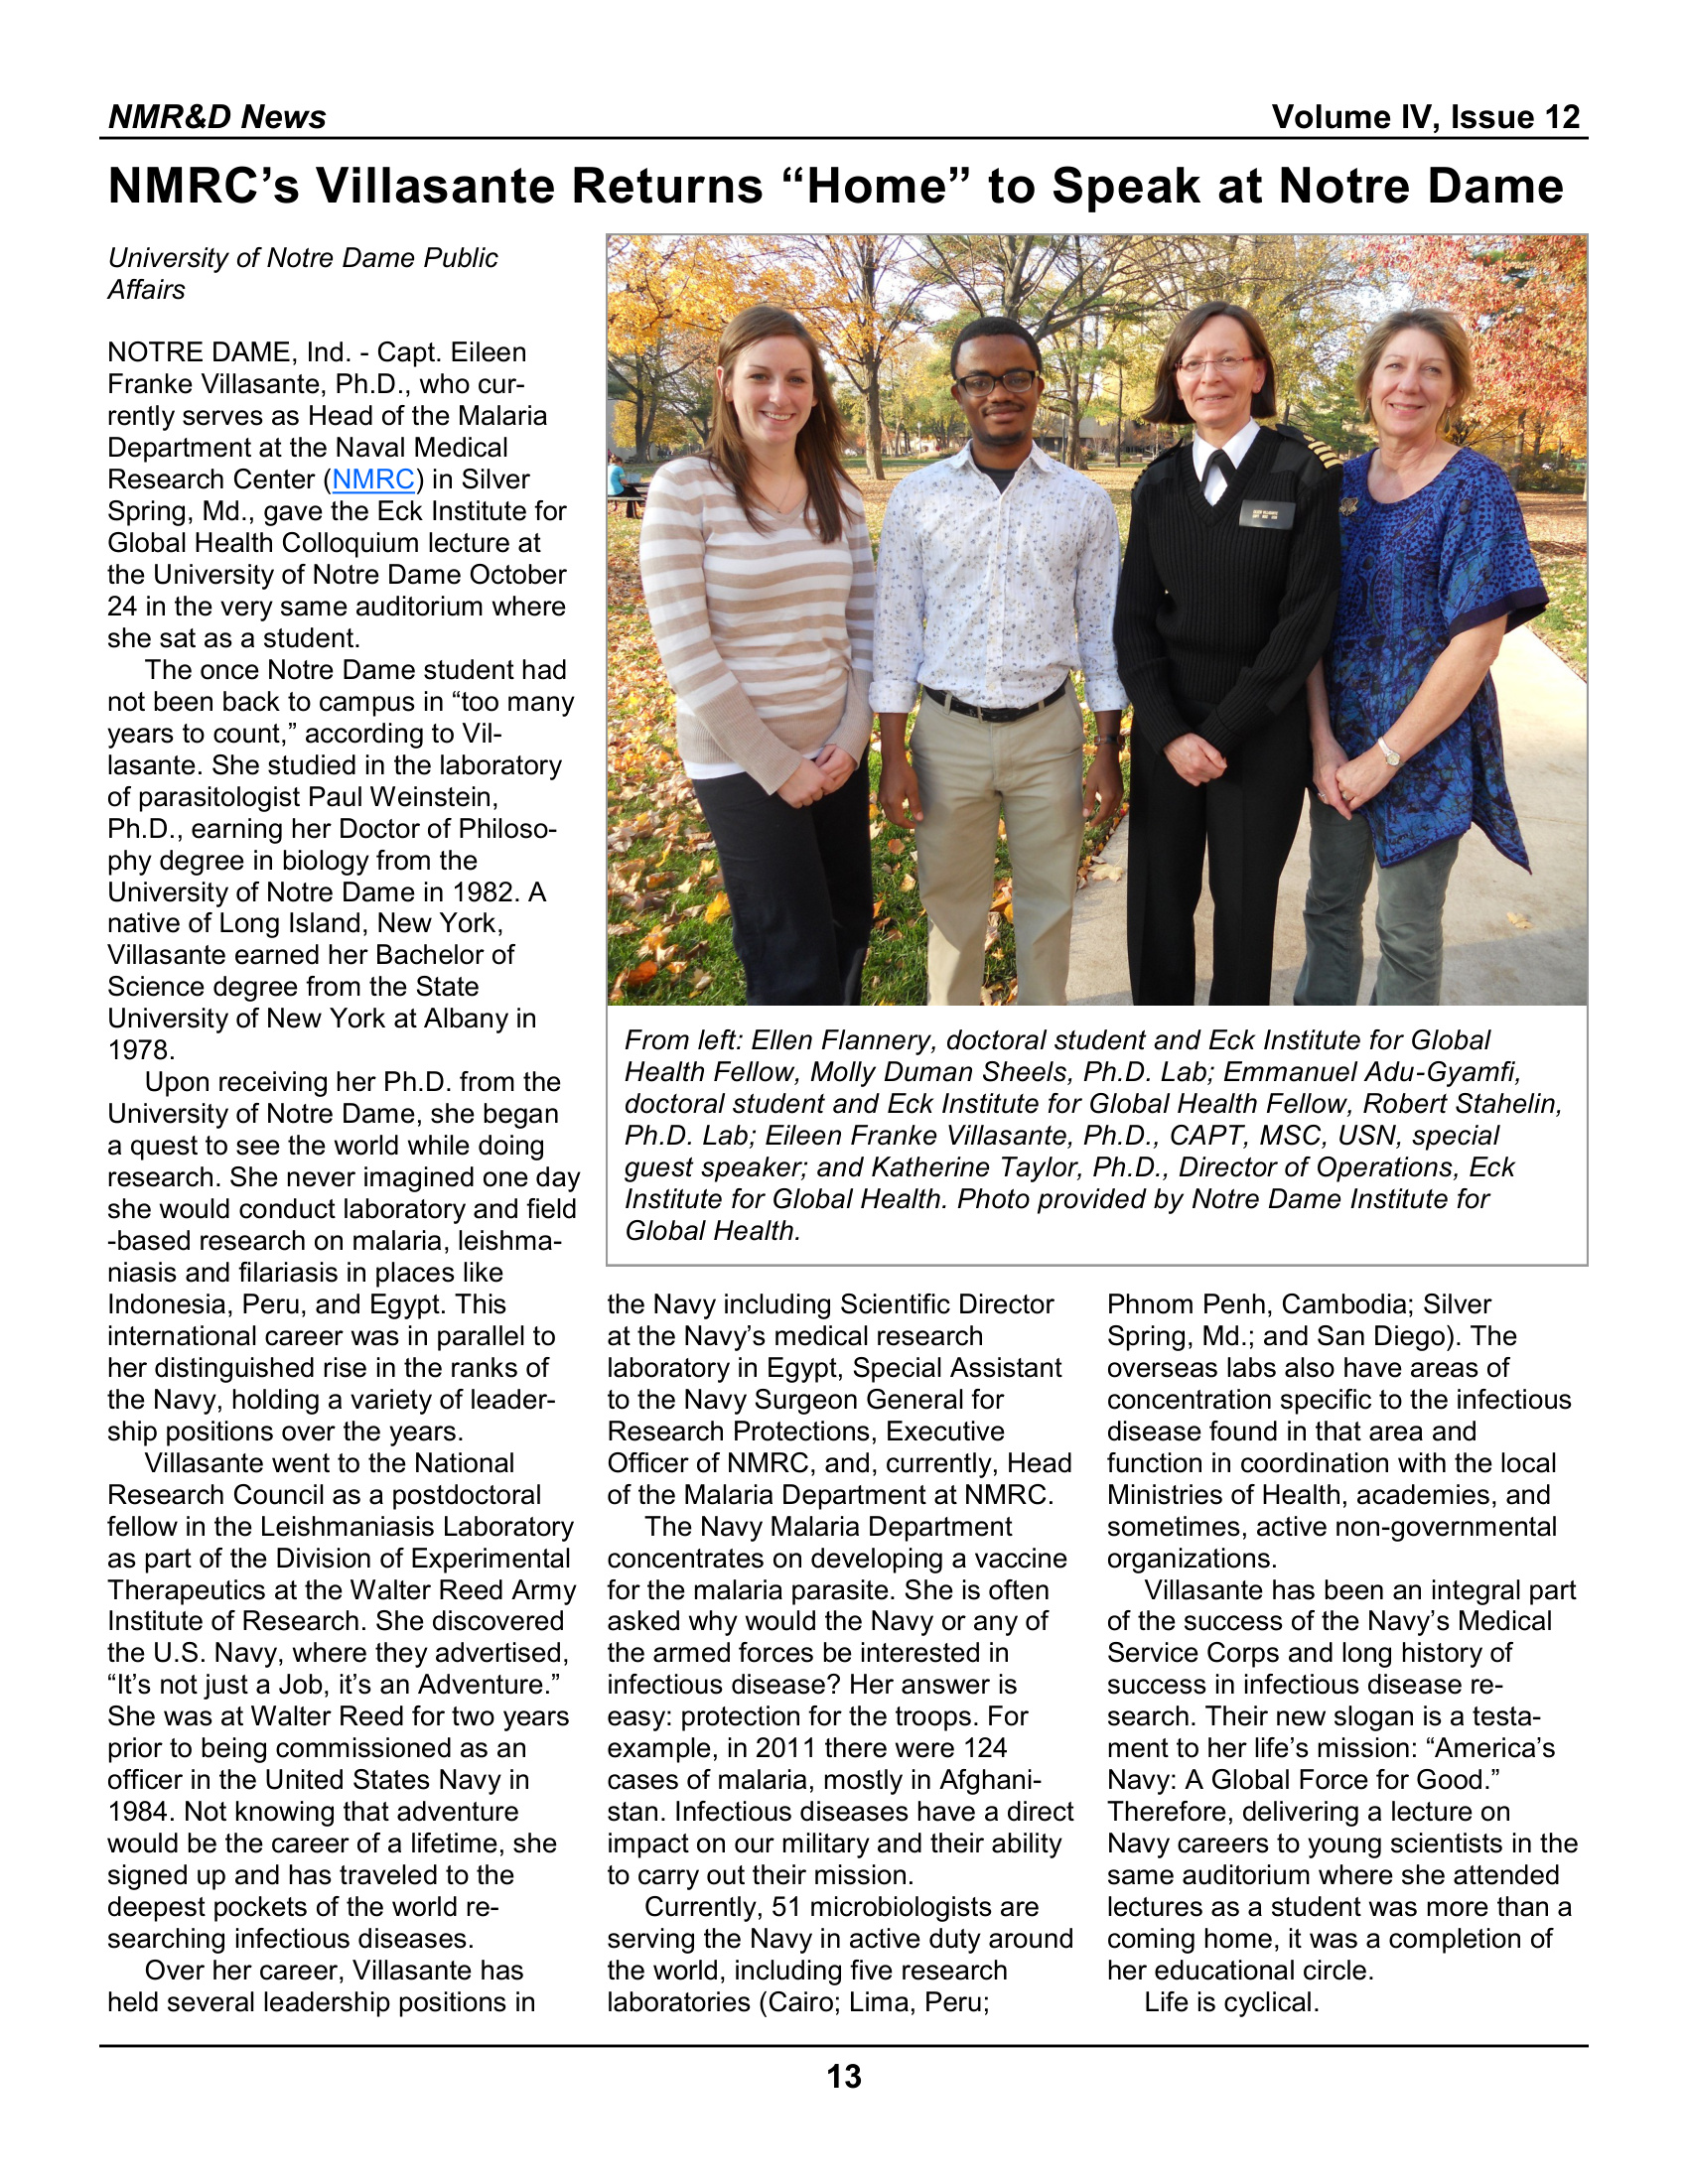 NMR&D News
Volume IV, Issue 12
NMRC’s Villasante Returns “Home” to Speak at Notre Dame
University of Notre Dame Public
Affairs
NOTRE DAME, Ind. - Capt. Eileen
Franke Villasante, Ph.D., who cur-
rently serves as Head of the Malaria
Department at the Naval Medical
Research Center (NMRC) in Silver
Spring, Md., gave the Eck Institute for
Global Health Colloquium lecture at
the University of Notre Dame October
24 in the very same auditorium where
she sat as a student.
The once Notre Dame student had
not been back to campus in “too many
years to count,” according to Vil-
lasante. She studied in the laboratory
of parasitologist Paul Weinstein,
Ph.D., earning her Doctor of Philoso-
phy degree in biology from the
University of Notre Dame in 1982. A
native of Long Island, New York,
Villasante earned her Bachelor of
Science degree from the State
University of New York at Albany in
1978.
Upon receiving her Ph.D. from the
University of Notre Dame, she began
a quest to see the world while doing
research. She never imagined one day
she would conduct laboratory and field
-based research on malaria, leishma-
niasis and filariasis in places like
Indonesia, Peru, and Egypt. This
international career was in parallel to
her distinguished rise in the ranks of
the Navy, holding a variety of leader-
ship positions over the years.
Villasante went to the National
Research Council as a postdoctoral
fellow in the Leishmaniasis Laboratory
as part of the Division of Experimental
Therapeutics at the Walter Reed Army
Institute of Research. She discovered
the U.S. Navy, where they advertised,
“It’s not just a Job, it’s an Adventure.”
She was at Walter Reed for two years
prior to being commissioned as an
officer in the United States Navy in
1984. Not knowing that adventure
would be the career of a lifetime, she
signed up and has traveled to the
deepest pockets of the world re-
searching infectious diseases.
Over her career, Villasante has
held several leadership positions in
From left: Ellen Flannery, doctoral student and Eck Institute for Global
Health Fellow, Molly Duman Sheels, Ph.D. Lab; Emmanuel Adu-Gyamfi,
doctoral student and Eck Institute for Global Health Fellow, Robert Stahelin,
Ph.D. Lab; Eileen Franke Villasante, Ph.D., CAPT, MSC, USN, special
guest speaker; and Katherine Taylor, Ph.D., Director of Operations, Eck
Institute for Global Health. Photo provided by Notre Dame Institute for
Global Health.
the Navy including Scientific Director
at the Navy’s medical research
laboratory in Egypt, Special Assistant
to the Navy Surgeon General for
Research Protections, Executive
Officer of NMRC, and, currently, Head
of the Malaria Department at NMRC.
The Navy Malaria Department
concentrates on developing a vaccine
for the malaria parasite. She is often
asked why would the Navy or any of
the armed forces be interested in
infectious disease? Her answer is
easy: protection for the troops. For
example, in 2011 there were 124
cases of malaria, mostly in Afghani-
stan. Infectious diseases have a direct
impact on our military and their ability
to carry out their mission.
Currently, 51 microbiologists are
serving the Navy in active duty around
the world, including five research
laboratories (Cairo; Lima, Peru;
Phnom Penh, Cambodia; Silver
Spring, Md.; and San Diego). The
overseas labs also have areas of
concentration specific to the infectious
disease found in that area and
function in coordination with the local
Ministries of Health, academies, and
sometimes, active non-governmental
organizations.
Villasante has been an integral part
of the success of the Navy’s Medical
Service Corps and long history of
success in infectious disease re-
search. Their new slogan is a testa-
ment to her life’s mission: “America’s
Navy: A Global Force for Good.”
Therefore, delivering a lecture on
Navy careers to young scientists in the
same auditorium where she attended
lectures as a student was more than a
coming home, it was a completion of
her educational circle.
Life is cyclical.
13